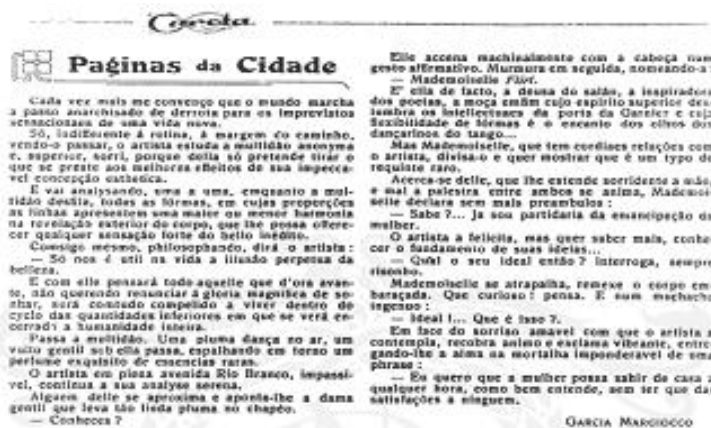 Careta
Paginas da Cidade
Cada vez mais me convenço que o mundo marcha
a passo anarchisado de derrota para os imprevistos
sensacionaes de uma vida nova.
Só, indifferente á rotina, á margem do caminho,
vendo-o passar, o artista estuda a multidão anonyma
e, superior, sorri, porque della só pretende tirar o
que se preste aos melhores effeitos de sua impecca-
vel concepção esthetica.
E vai analysando, uma a uma, emquanto a mul-
tidão desfila, todas as fórmas, em cujas proporções
as linhas apresentem uma maior ou menor harmonia
na revelação exterior do corpo, que lhe possa offere-
cer qualquer sensação forte do bello inedito.
Comsigo mesmo, philosophando, dirá o artista:
— Só nos é util na vida a illusão perpetua da
belleza.
E com elle pensará todo aquelle que d'ora avan-
te, não querendo renunciar á gloria magnifica de so-
nhar, será comtudo compellido a viver dentro do
cyclo das quantidades inferiores em que se verá en-
cerrada a humanidade inteira.
Passa a multidão. Uma pluma dança no ar, um
vulto gentil sob ella passa, espalhando em torno um
perfume exquisito de essencias raras.
O artista em plena avenida Rio Branco, impassi-
vel, continua a sua analyse serena.
Alguem delle se aproxima e aponta-lhe a dama
gentil que leva tão linda pluma no chapéo.
— Conheces ?
Elle accena machinalmente com a cabeça num
gesto affirmativo. Murmura em seguida, nomeando-a :
— Mademoiselle Flirt.
E' ella de facto, a deusa do salão, a inspiradora
dos poetas, a moça emfim cujo espirito superior des-
lumbra os intellectuaes da porta da Garnier e cuja
flexibilidade de fórmas é o encanto dos olhos dos
dançarinos do tango...
Mas Mademoiselle, que tem cordiaes relações com
o artista, divisa-o e quer mostrar que é um typo de
requinte raro.
Acerca-se delle, que lhe estende sorridente a mão,
e mal a palestra entre ambos se anima, Mademoi-
selle declara sem mais preambulos :
— Sabe ?... Ja sou partidaria da emancipação da
mulher.
O artista a felicita, mas quer saber mais, conhe-
cer o fundamento de suas ideias...
— Qual o seu ideal então ? interroga, sempre
risonho.
Mademoiselle se atrapalha, remexe o corpo em-
baraçada. Que curioso ! pensa. E num muchacho
ingenuo :
— Ideal !... Que é isso ?.
Em face do sorriso amavel com que o artista a
contempla, recobra animo e exclama vibrante, entre-
gando-lhe a alma na mortalha imponderavel de uma
phrase :
— Eu quero que a mulher possa sahir de casa a
qualquer hora, como bem entende, sem ter que dar
satisfações a ninguem.
GARCIA MARGIOCCO